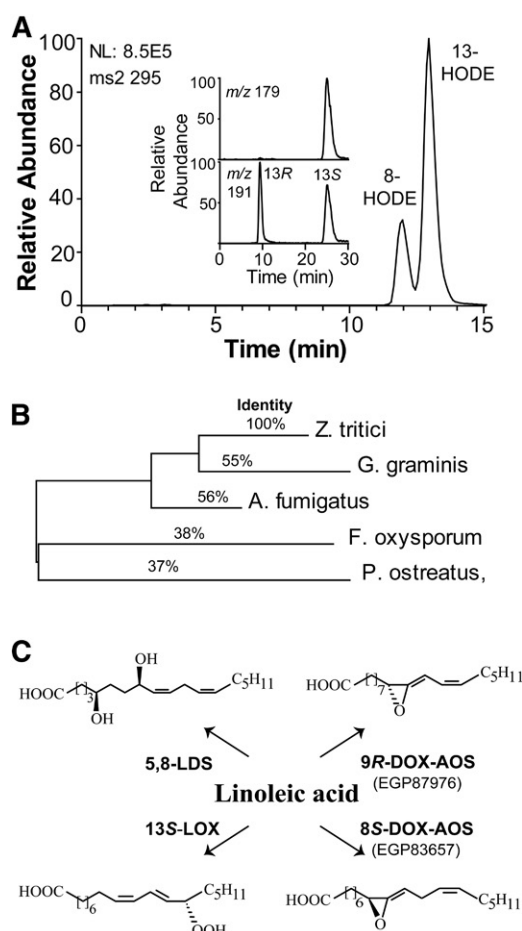 A
NL: 8.5E5
ms2 295
Relative Abundance
100
80
60
40
20
0
0
5
10
15
Time (min)
8-
HODE
13-
HODE
m/z 179
Relative
Abundance
100
50
m/z
191
13R
13S
100
50
0
10
20
30
Time (min)
B
Identity
100%
Z. tritici
55%
G. graminis
56%
A. fumigatus
38%
F. oxysporum
37%
P. ostreatus,
C
OH
HOOC
[ ]3
OH
C5H11
HOOC
[ ]7
O
C5H11
5,8-LDS
9R-DOX-AOS
(EGP87976)
Linoleic acid
13S-LOX
8S-DOX-AOS
(EGP83657)
HOOC
[ ]6
C5H11
OOH
HOOC
[ ]6
O
C5H11